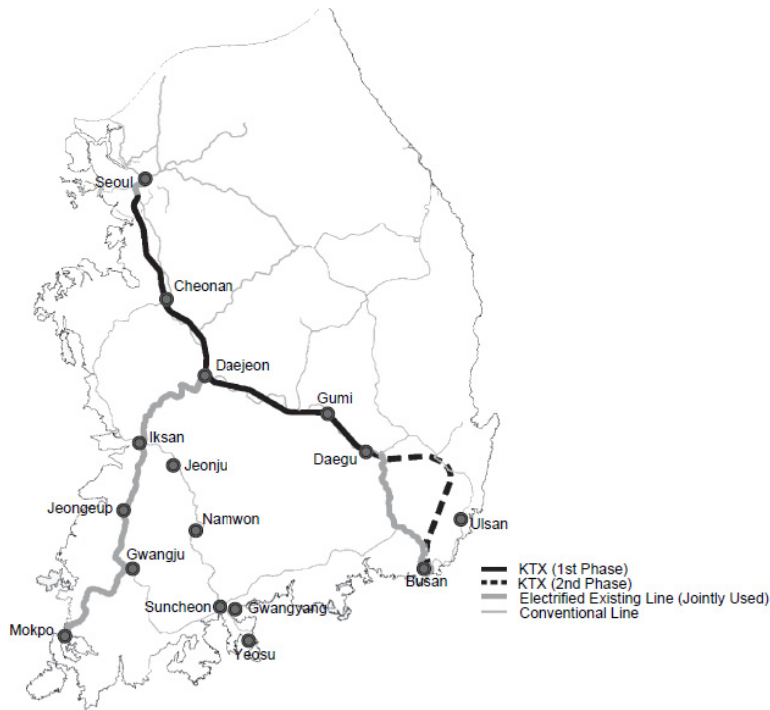 Seoul
Cheonan
Daejeon
Gumi
Iksan
Daegu
Jeonju
Jeongeup
Namwon
Ulsan
Gwangju
Busan
Suncheon
Gwangyang
Mokpo
Yeosu
KTX (1st Phase)
KTX (2nd Phase)
Electrified Existing Line (Jointly Used)
Conventional Line